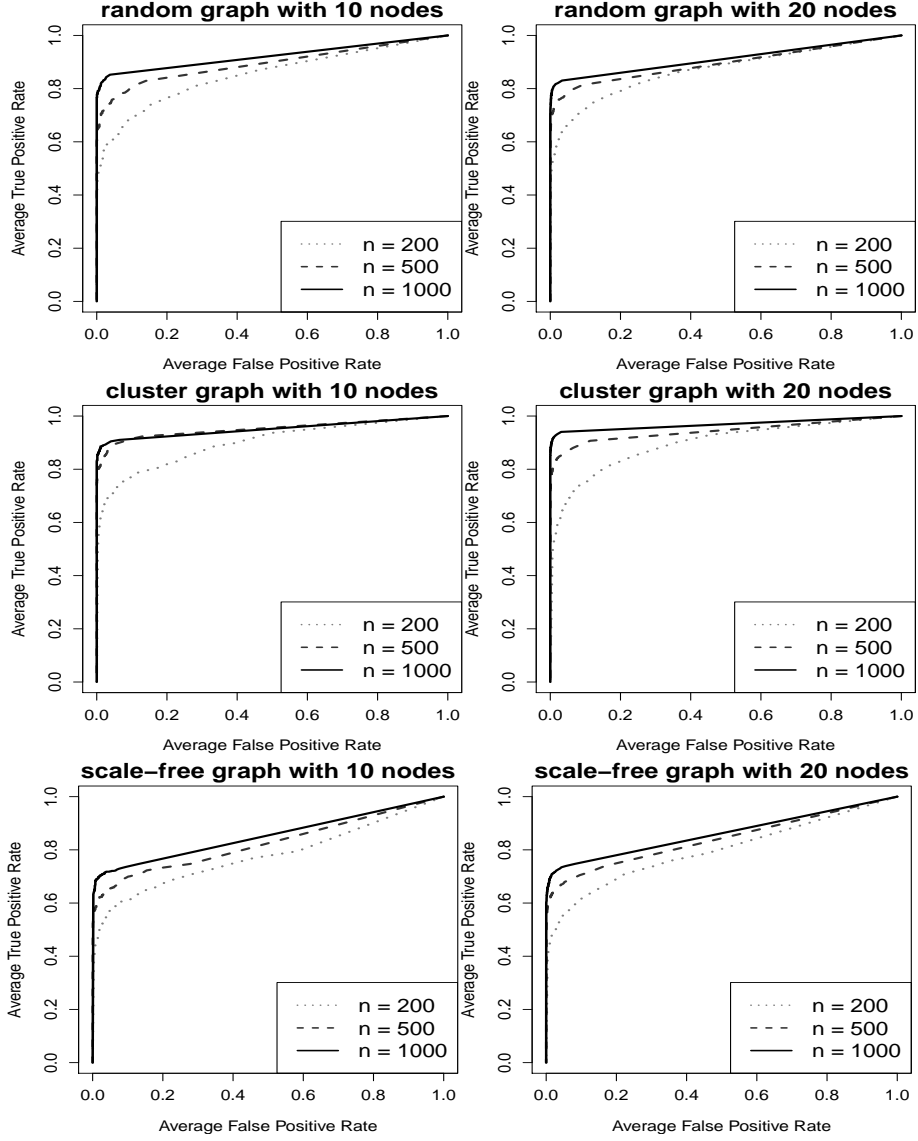 random graph with 10 nodes
Average True Positive Rate
1.0
0.8
0.6
0.4
0.2
0.0
n = 200
n = 500
n = 1000
0.0 0.2 0.4 0.6 0.8 1.0
Average False Positive Rate
random graph with 20 nodes
Average True Positive Rate
1.0
0.8
0.6
0.4
0.2
0.0
n = 200
n = 500
n = 1000
0.0 0.2 0.4 0.6 0.8 1.0
Average False Positive Rate
cluster graph with 10 nodes
Average True Positive Rate
1.0
0.8
0.6
0.4
0.2
0.0
n = 200
n = 500
n = 1000
0.0 0.2 0.4 0.6 0.8 1.0
Average False Positive Rate
cluster graph with 20 nodes
Average True Positive Rate
1.0
0.8
0.6
0.4
0.2
0.0
n = 200
n = 500
n = 1000
0.0 0.2 0.4 0.6 0.8 1.0
Average False Positive Rate
scale−free graph with 10 nodes
Average True Positive Rate
1.0
0.8
0.6
0.4
0.2
0.0
n = 200
n = 500
n = 1000
0.0 0.2 0.4 0.6 0.8 1.0
Average False Positive Rate
scale−free graph with 20 nodes
Average True Positive Rate
1.0
0.8
0.6
0.4
0.2
0.0
n = 200
n = 500
n = 1000
0.0 0.2 0.4 0.6 0.8 1.0
Average False Positive Rate